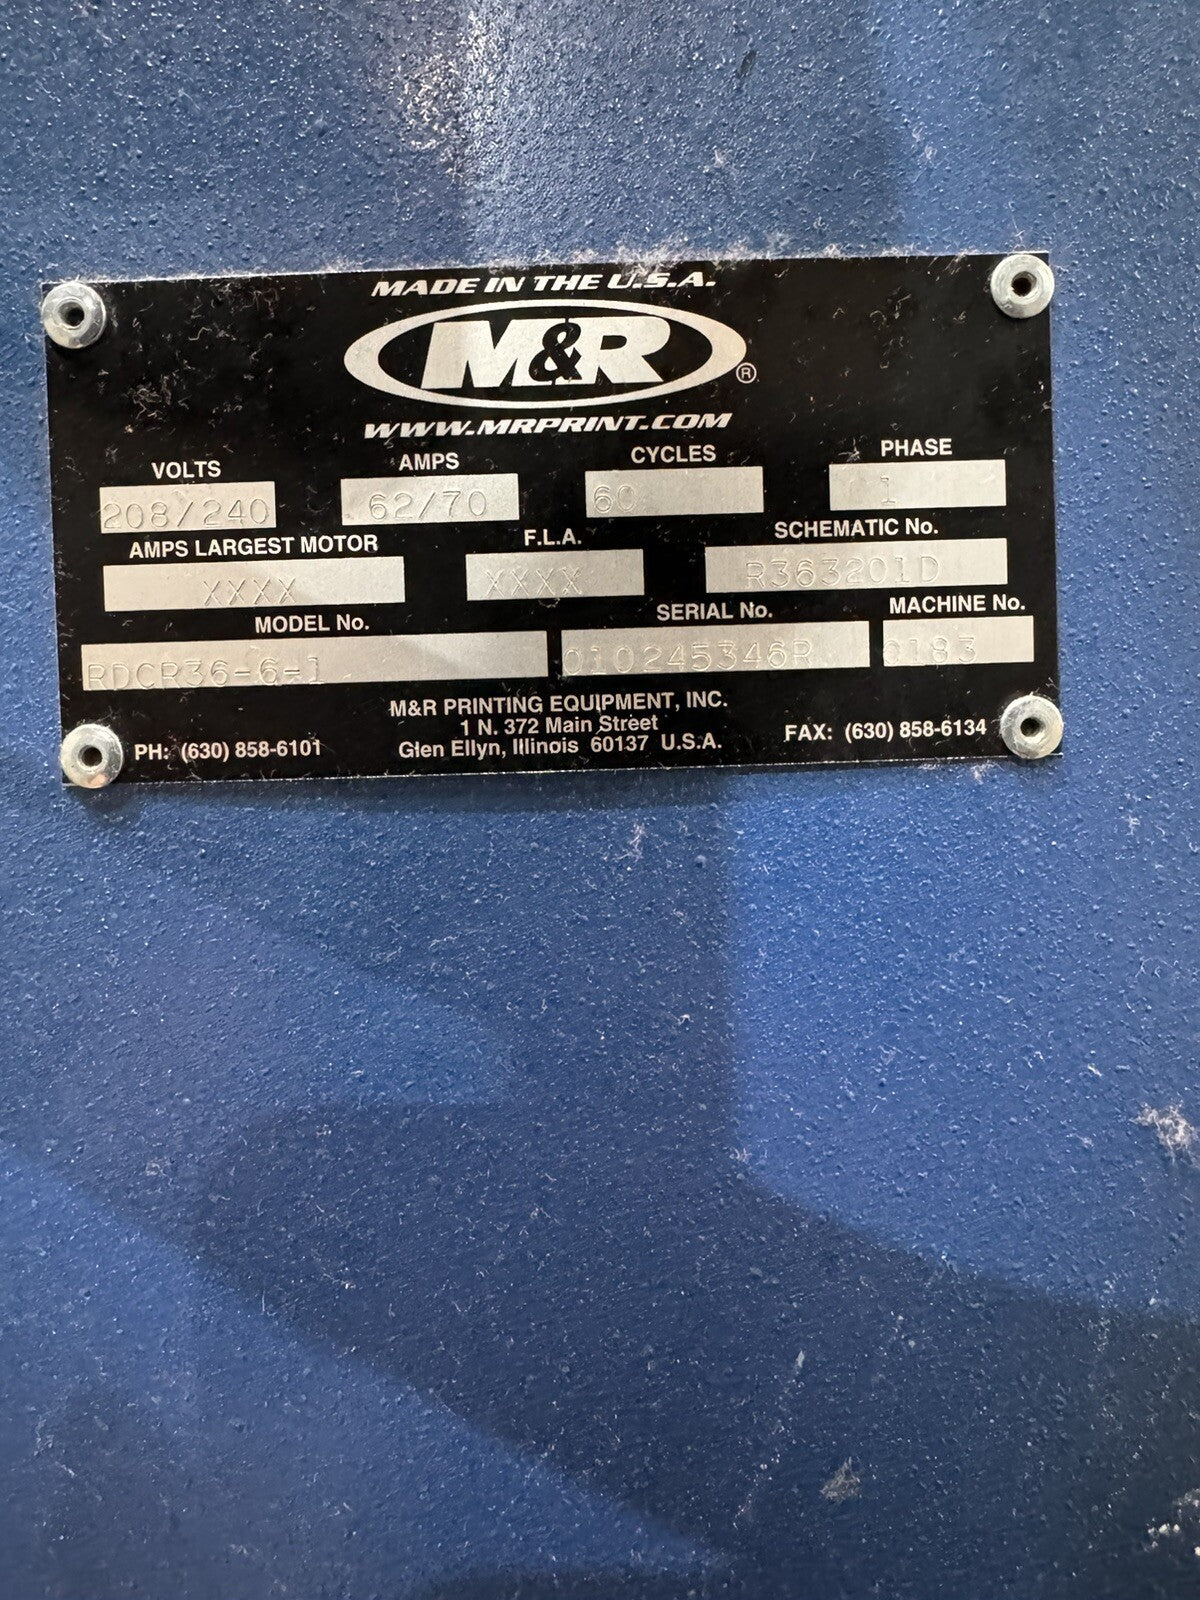 MADE IN THE U.S.A.
M&R®
WWW.MRPRINT.COM
VOLTS AMPS CYCLES PHASE
208/240 62/70 60 1
AMPS LARGEST MOTOR F.L.A. SCHEMATIC No.
XXXX XXXX R363201D
MODEL No. SERIAL No. MACHINE No.
RDCR36-6-1 010245346R 0183
M&R PRINTING EQUIPMENT, INC.
1 N. 372 Main Street
PH: (630) 858-6101 Glen Ellyn, Illinois 60137 U.S.A. FAX: (630) 858-6134